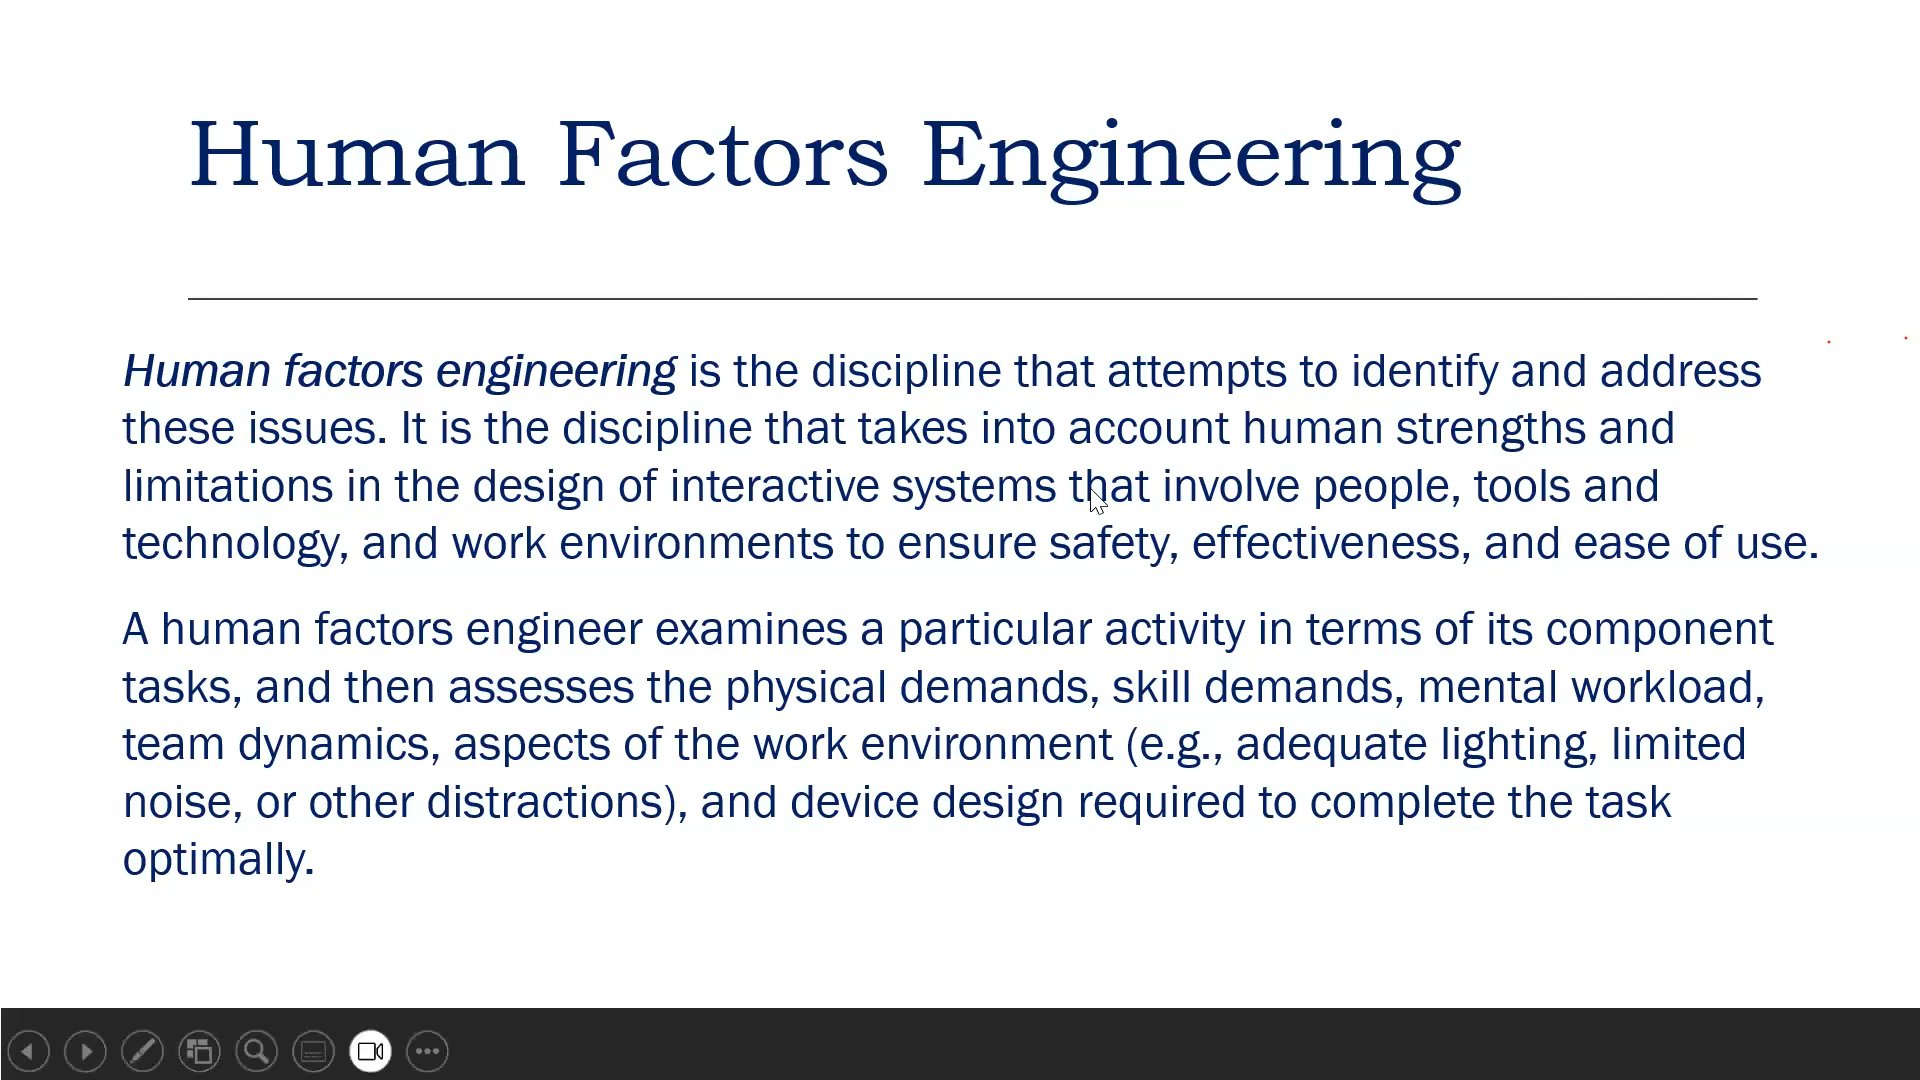 Human Factors Engineering
Human factors engineering is the discipline that attempts to identify and address
these issues. It is the discipline that takes into account human strengths and
limitations in the design of interactive systems that involve people, tools and
technology, and work environments to ensure safety, effectiveness, and ease of use.
A human factors engineer examines a particular activity in terms of its component
tasks, and then assesses the physical demands, skill demands, mental workload,
team dynamics, aspects of the work environment (e.g., adequate lighting, limited
noise, or other distractions), and device design required to complete the task
optimally.